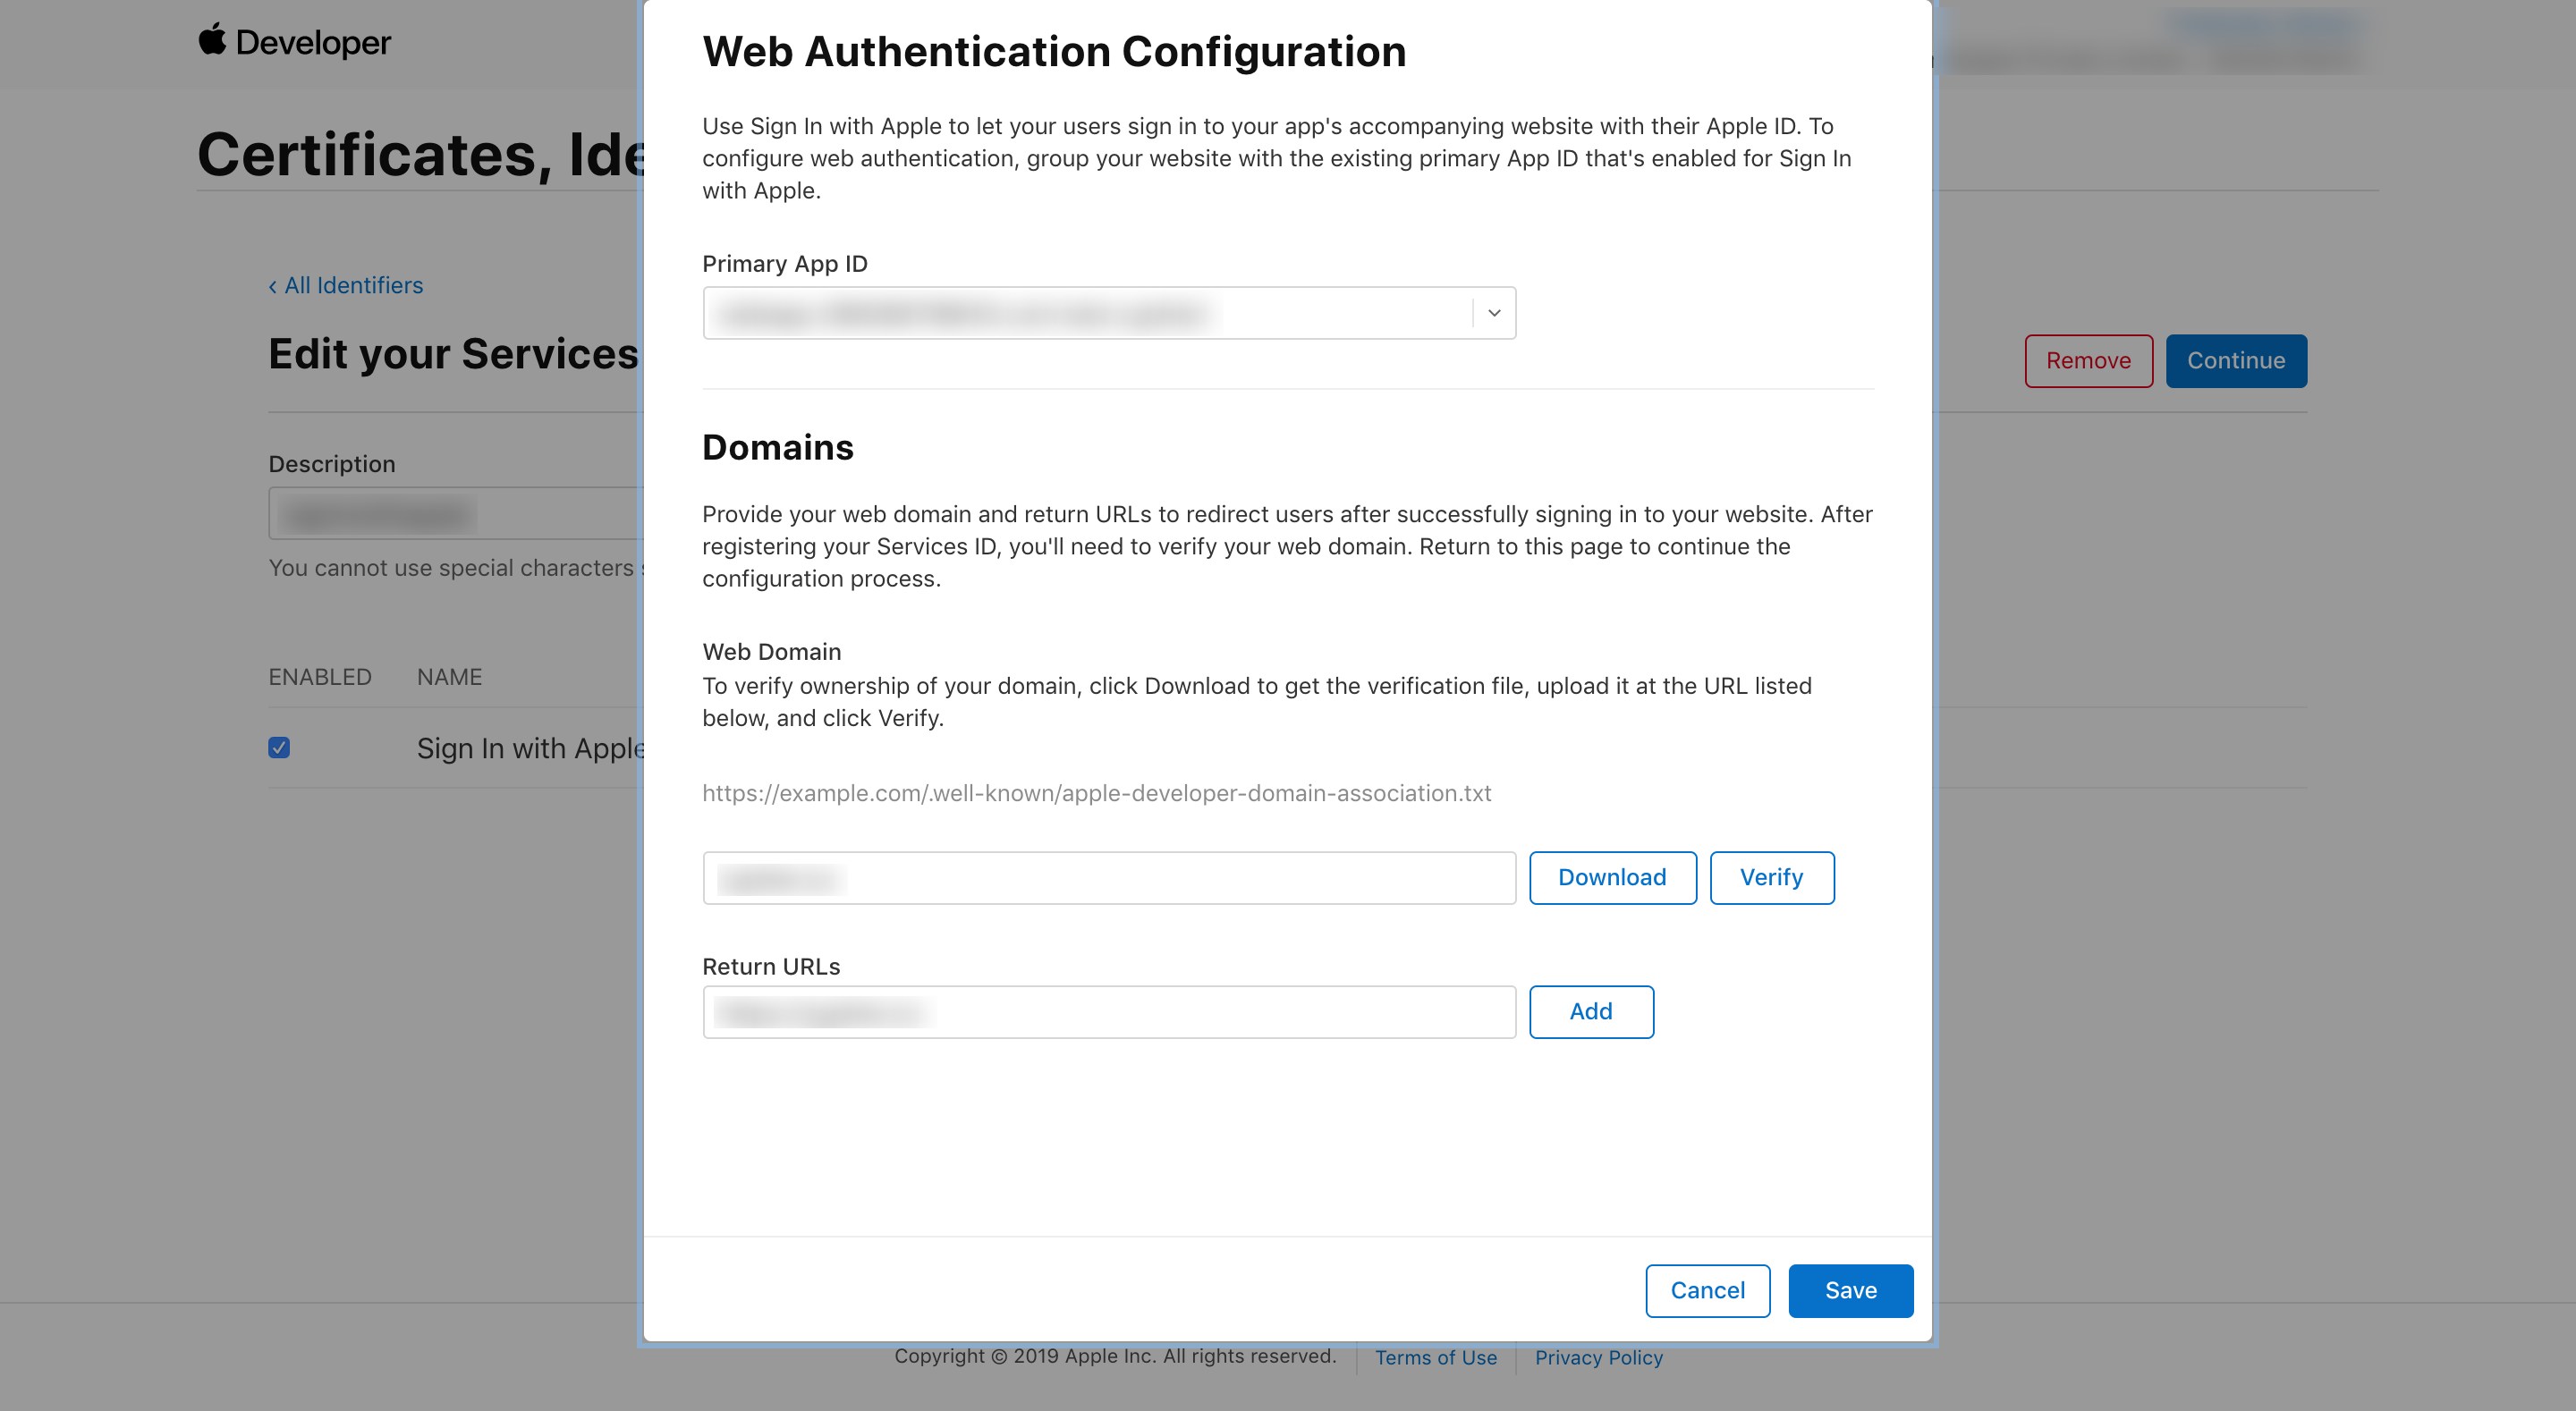 Developer
Certificates, Ide
‹ All Identifiers
Edit your Services
Remove
Continue
Description
You cannot use special characters
ENABLED
NAME
Sign In with Apple
Web Authentication Configuration
Use Sign In with Apple to let your users sign in to your app's accompanying website with their Apple ID. To
configure web authentication, group your website with the existing primary App ID that's enabled for Sign In
with Apple.
Primary App ID
Domains
Provide your web domain and return URLs to redirect users after successfully signing in to your website. After
registering your Services ID, you'll need to verify your web domain. Return to this page to continue the
configuration process.
Web Domain
To verify ownership of your domain, click Download to get the verification file, upload it at the URL listed
below, and click Verify.
https://example.com/.well-known/apple-developer-domain-association.txt
Download
Verify
Return URLs
Add
Cancel
Save
Copyright © 2019 Apple Inc. All rights reserved.
Terms of Use
Privacy Policy